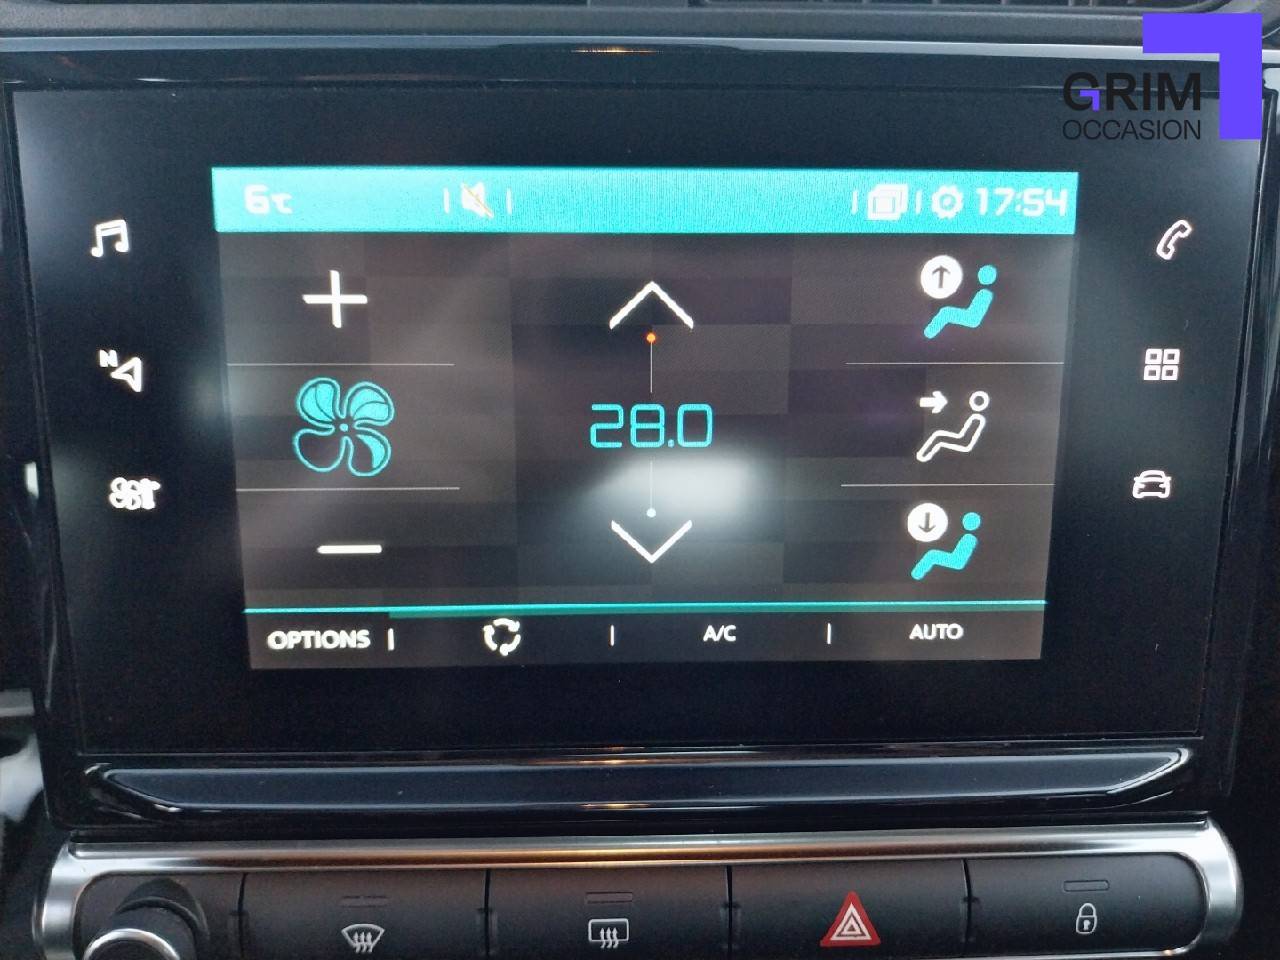 GRIM
OCCASION
6°C
17:54
N
28.0
OPTIONS
A/C
AUTO